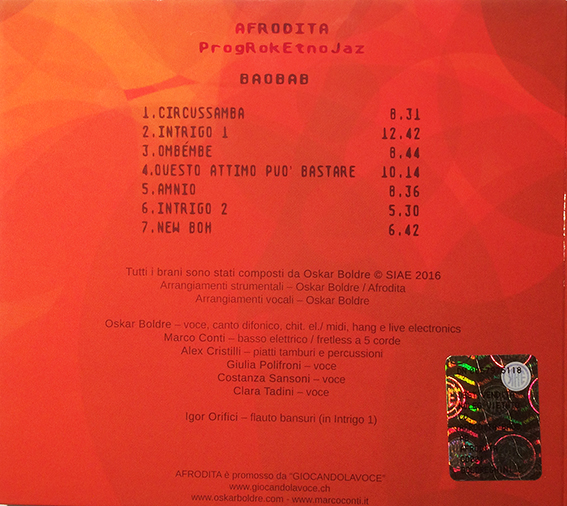 AFRODITA
ProgRokEtnoJaz
BAOBAB
1.CIRCUSSAMBA 8.31
2.INTRIGO 1 12.42
3.OMBÉMBE 8.44
4.QUESTO ATTIMO PUO' BASTARE 10.14
5.AMNIO 8.36
6.INTRIGO 2 5.30
7.NEW BOH 6.42
Tutti i brani sono stati composti da Oskar Boldre © SIAE 2016
Arrangiamenti strumentali – Oskar Boldre / Afrodita
Arrangiamenti vocali – Oskar Boldre
Oskar Boldre – voce, canto difonico, chit. el./ midi, hang e live electronics
Marco Conti – basso elettrico / fretless a 5 corde
Alex Cristilli – piatti tamburi e percussioni
Giulia Polifroni – voce
Costanza Sansoni – voce
Clara Tadini – voce
Igor Orifici – flauto bansuri (in Intrigo 1)
AFRODITA è promosso da "GIOCANDOLAVOCE"
www.giocandolavoce.ch
www.oskarboldre.com - www.marcoconti.it